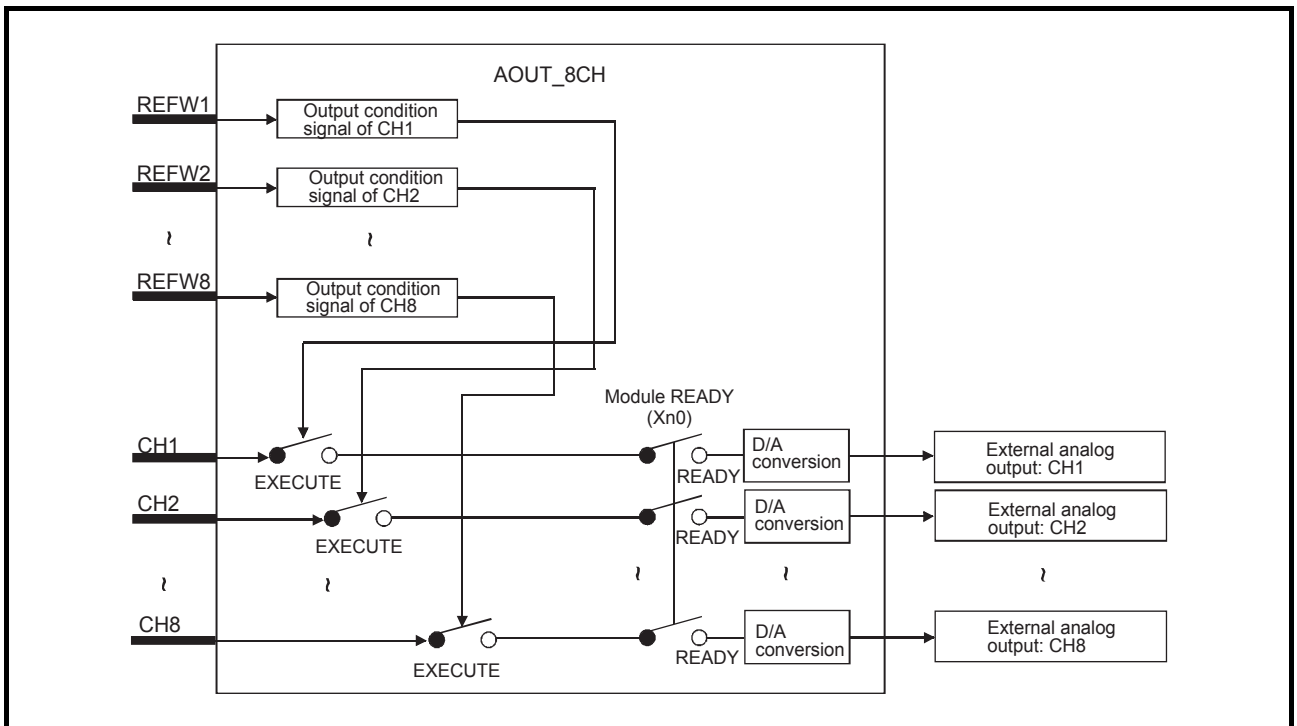 AOUT_8CH
REFW1
Output condition
signal of CH1
REFW2
Output condition
signal of CH2
~
~
REFW8
Output condition
signal of CH8
Module READY
(Xn0)
CH1
EXECUTE
READY
D/A
conversion
External analog
output: CH1
CH2
EXECUTE
READY
D/A
conversion
External analog
output: CH2
~
~
~
~
~
CH8
EXECUTE
READY
D/A
conversion
External analog
output: CH8